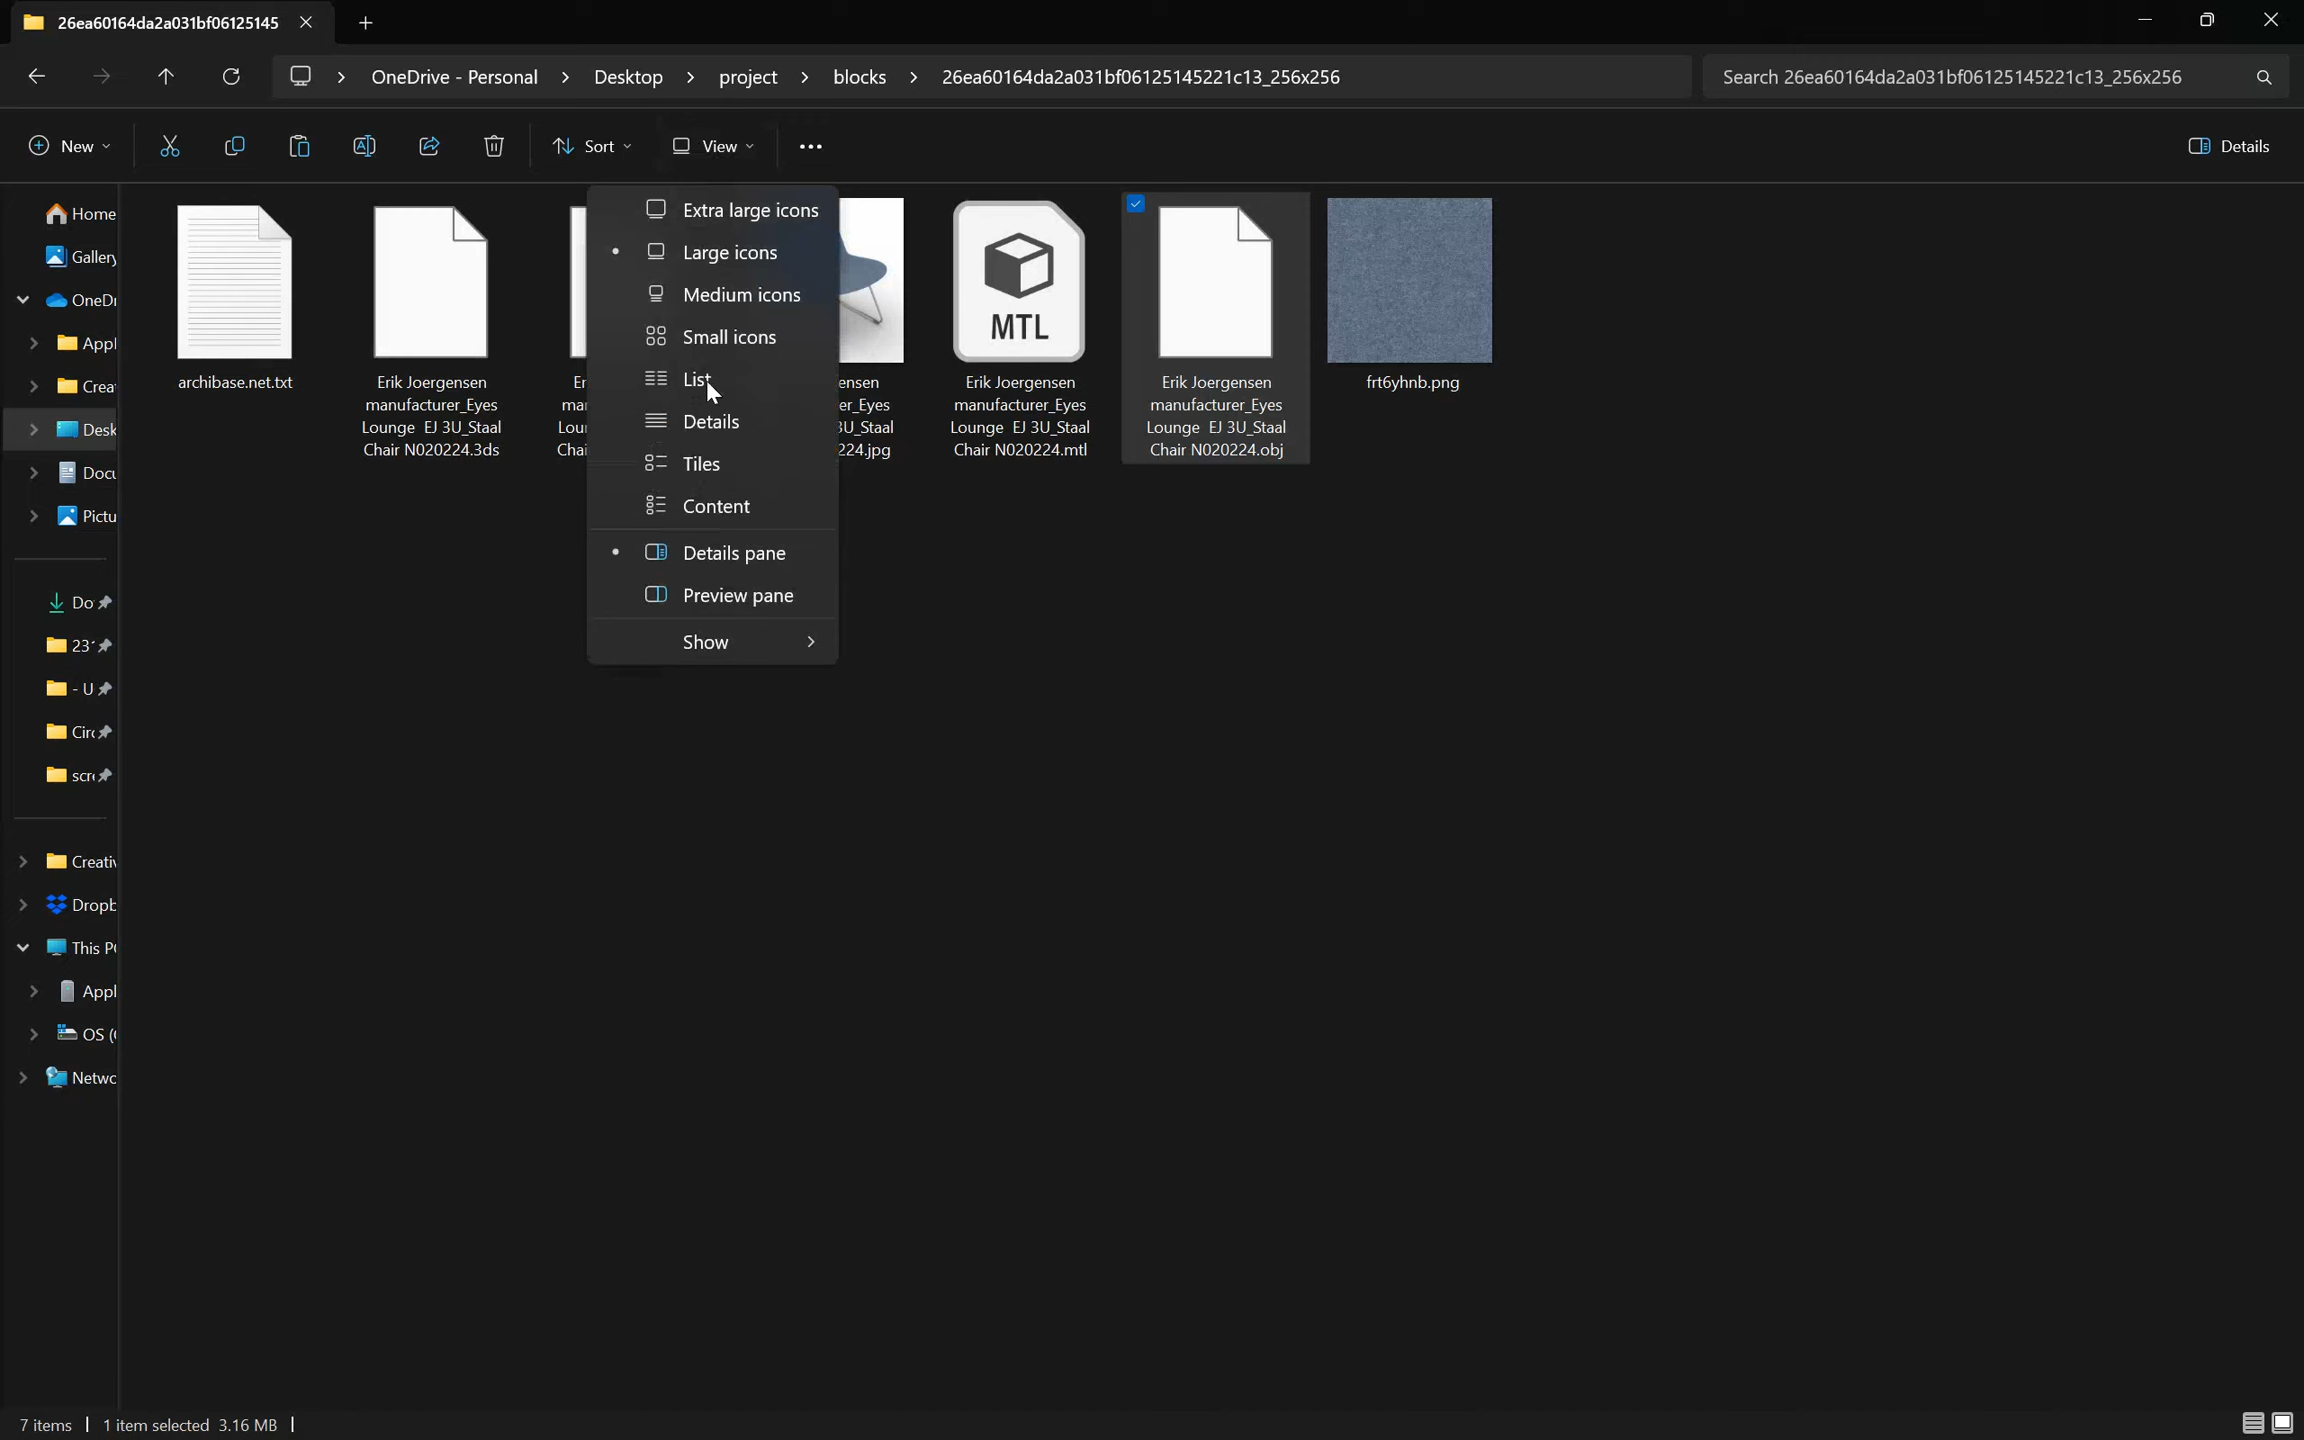 26ea60164da2a031bf06125145
OneDrive - Personal > Desktop > project > blocks > 26ea60164da2a031bf06125145221c13_256x256
Search 26ea60164da2a031bf06125145221c13_256x256
New
Sort
View
Details
Home
Gallery
OneDr
Appl
Creat
Desk
Docu
Pictu
Do
23
- U
Circ
scre
Creativ
Dropb
This P
Appl
OS (
Netwo
Extra large icons
Large icons
Medium icons
Small icons
List
Details
Tiles
Content
Details pane
Preview pane
Show
archibase.net.txt
Erik Joergensen
manufacturer_Eyes
Lounge EJ 3U_Staal
Chair N020224.3ds
Er
mai
Lour
Chai
ensen
er_Eyes
3U_Staal
224.jpg
MTL
Erik Joergensen
manufacturer_Eyes
Lounge EJ 3U_Staal
Chair N020224.mtl
Erik Joergensen
manufacturer_Eyes
Lounge EJ 3U_Staal
Chair N020224.obj
frt6yhnb.png
7 items
1 item selected 3.16 MB